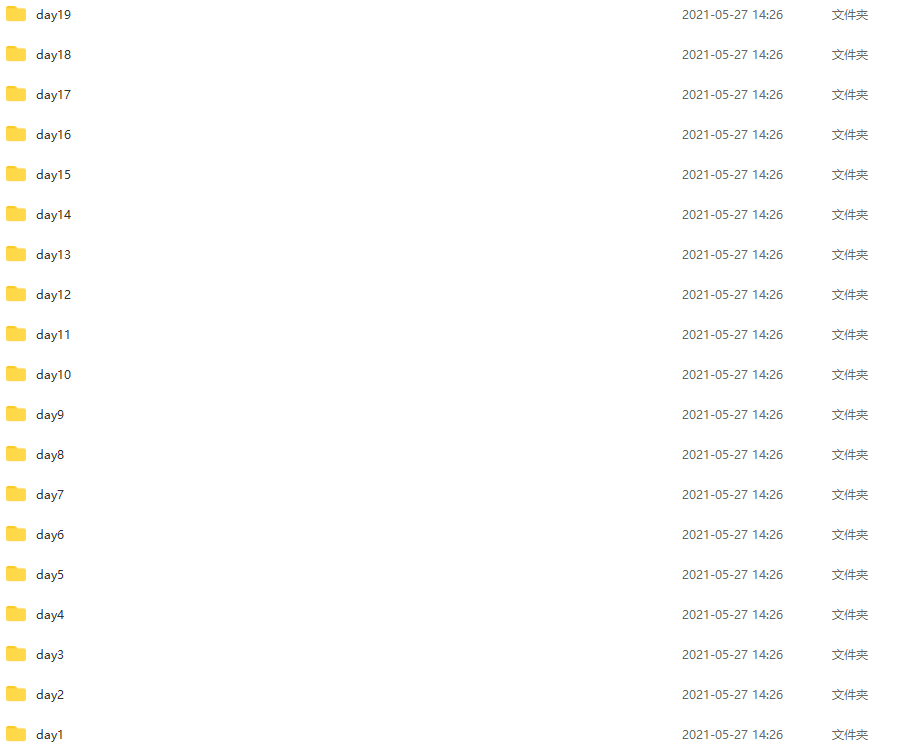 day19 2021-05-27 14:26 文件夹
day18 2021-05-27 14:26 文件夹
day17 2021-05-27 14:26 文件夹
day16 2021-05-27 14:26 文件夹
day15 2021-05-27 14:26 文件夹
day14 2021-05-27 14:26 文件夹
day13 2021-05-27 14:26 文件夹
day12 2021-05-27 14:26 文件夹
day11 2021-05-27 14:26 文件夹
day10 2021-05-27 14:26 文件夹
day9 2021-05-27 14:26 文件夹
day8 2021-05-27 14:26 文件夹
day7 2021-05-27 14:26 文件夹
day6 2021-05-27 14:26 文件夹
day5 2021-05-27 14:26 文件夹
day4 2021-05-27 14:26 文件夹
day3 2021-05-27 14:26 文件夹
day2 2021-05-27 14:26 文件夹
day1 2021-05-27 14:26 文件夹